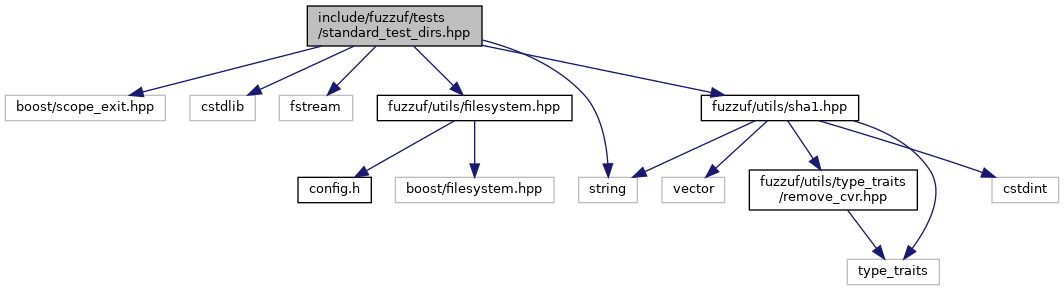 include/fuzzuf/tests
/standard_test_dirs.hpp
boost/scope_exit.hpp
cstdlib
fstream
fuzzuf/utils/filesystem.hpp
fuzzuf/utils/sha1.hpp
config.h
boost/filesystem.hpp
string
vector
fuzzuf/utils/type_traits
/remove_cvr.hpp
cstdint
type_traits